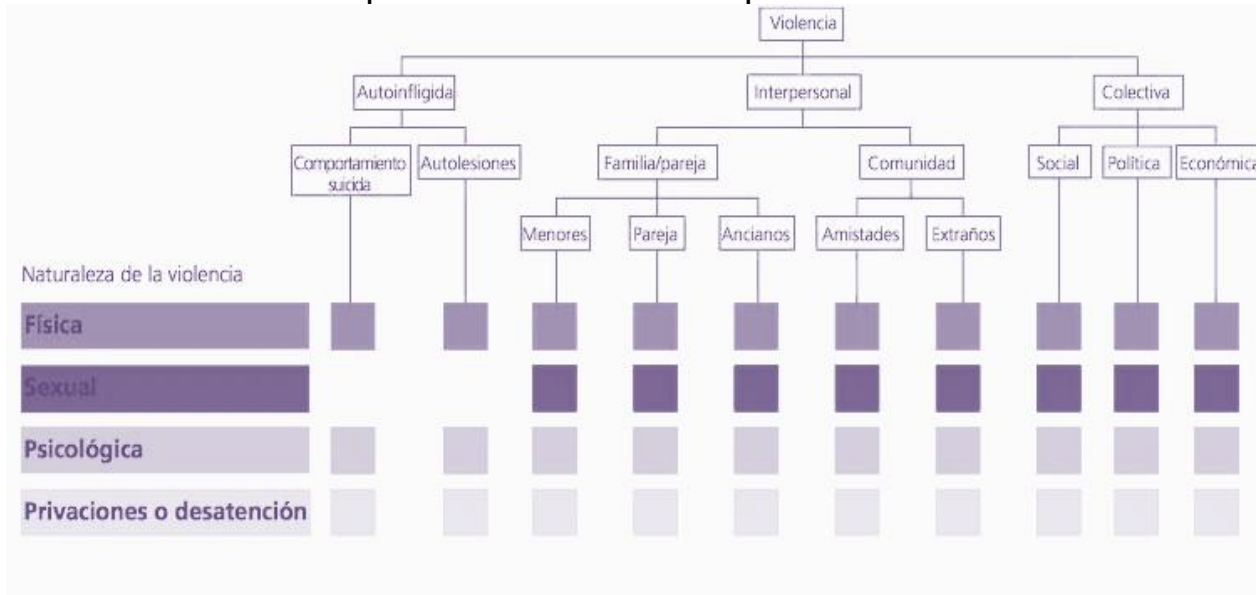 Violencia
Autoinfligida
Interpersonal
Colectiva
Comportamiento
suicida
Autolesiones
Familia/pareja
Comunidad
Social
Política
Económica
Menores
Pareja
Ancianos
Amistades
Extraños
Naturaleza de la violencia
Física
Sexual
Psicológica
Privaciones o desatención